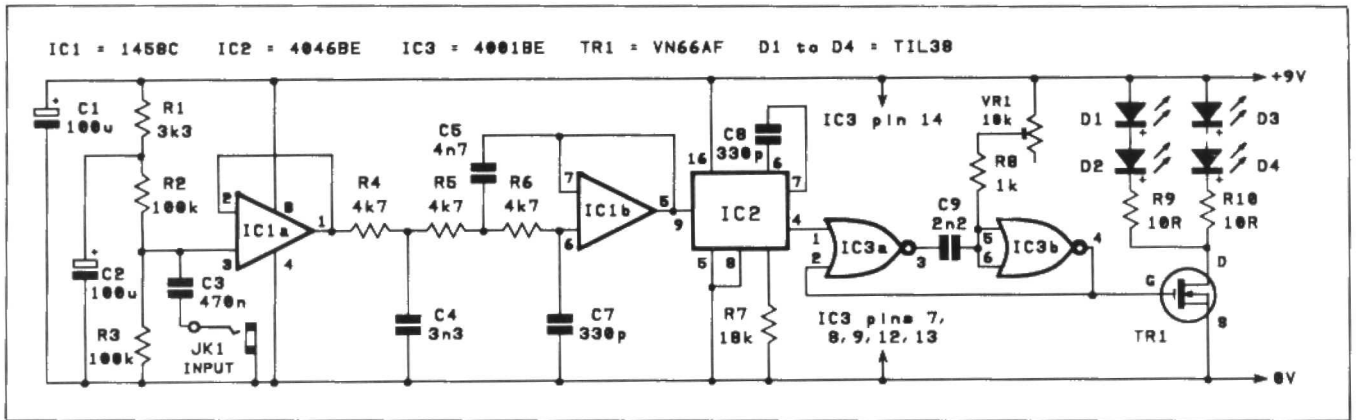 IC1 = 1458C IC2 = 4046BE IC3 = 4001BE TR1 = VN66AF D1 to D4 = TIL38
+9V
C1
100u
R1
3k3
R2
100k
C2
100u
R3
100k
C3
470n
JK1
INPUT
2
3
8
4
1
IC1a
R4
4k7
C4
3n3
C5
4n7
R5
4k7
R6
4k7
C7
330p
7
6
5
IC1b
C8
330p
16
6
7
9
IC2
4
5
8
R7
18k
IC3 pin 14
1
2
IC3a
3
C9
2n2
VR1
10k
R8
1k
5
6
IC3b
4
IC3 pins 7,
8, 9, 12, 13
D1
D2
D3
D4
+
+
R9
10R
R10
10R
D
G
S
TR1
0V